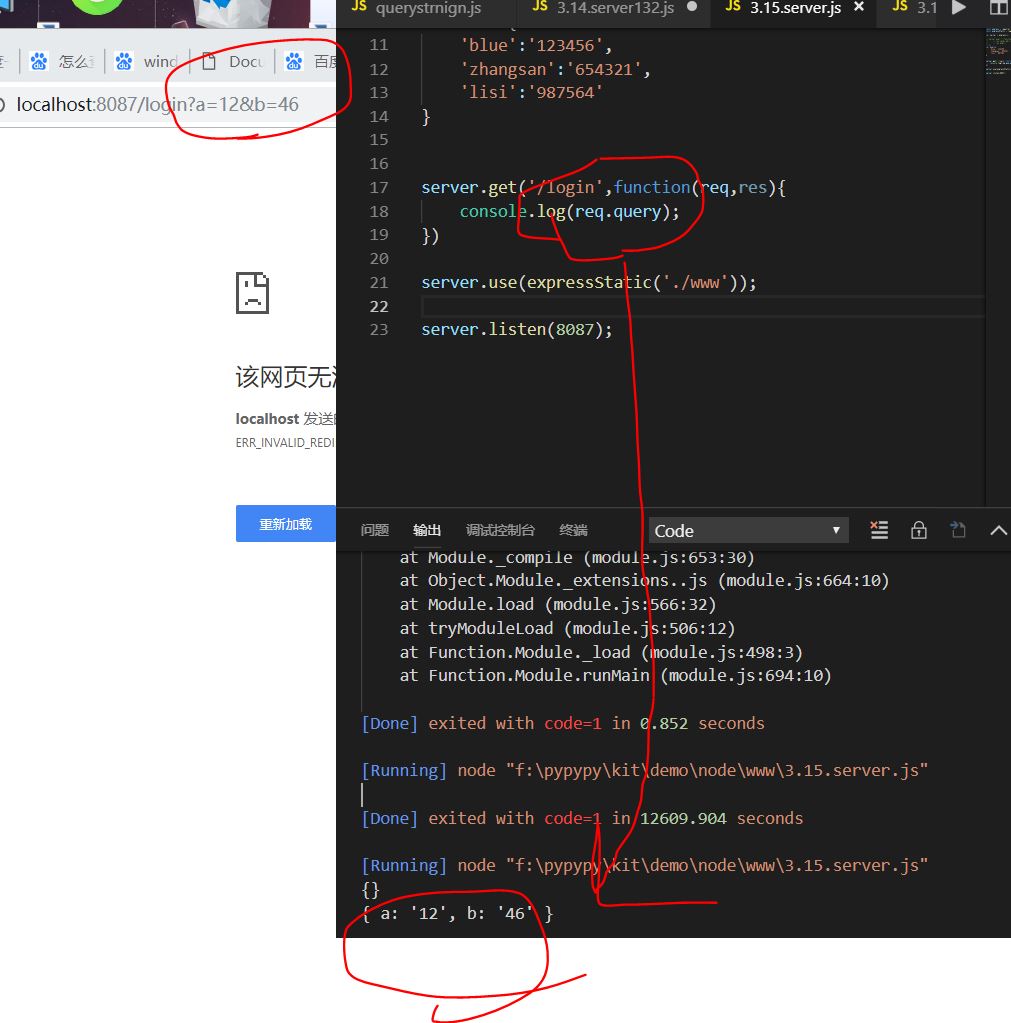 怎么 wind Docu 百度
localhost:8087/login?a=12&b=46
该网页无
localhost 发送
ERR_INVALID_REDI
重新加载
JS querystrnign.js JS 3.14.server132.js JS 3.15.server.js JS 3.1
11 'blue':'123456',
12 'zhangsan':'654321',
13 'lisi':'987564'
14 }
15
16
17 server.get('/login',function(req,res){
18 console.log(req.query);
19 })
20
21 server.use(expressStatic('./www'));
22
23 server.listen(8087);
问题 输出 调试控制台 终端 Code
at Module._compile (module.js:653:30)
at Object.Module._extensions..js (module.js:664:10)
at Module.load (module.js:566:32)
at tryModuleLoad (module.js:506:12)
at Function.Module._load (module.js:498:3)
at Function.Module.runMain (module.js:694:10)
[Done] exited with code=1 in 0.852 seconds
[Running] node "f:\pypypy\kit\demo\node\www\3.15.server.js"
[Done] exited with code=1 in 12609.904 seconds
[Running] node "f:\pypypy\kit\demo\node\www\3.15.server.js"
{}
{ a: '12', b: '46' }